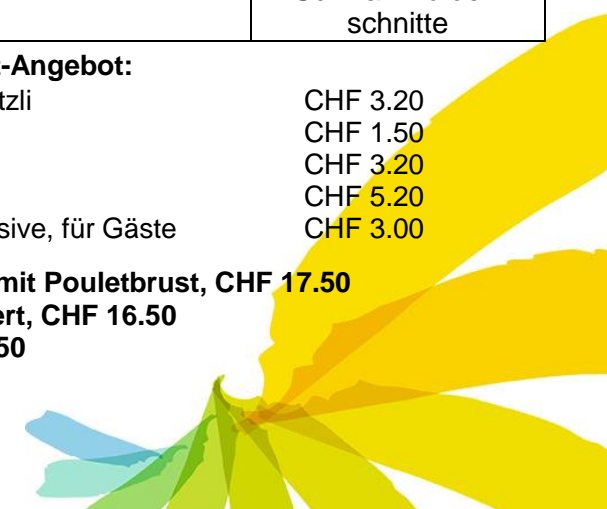 schnitte
-Angebot:
tzli CHF 3.20
CHF 1.50
CHF 3.20
CHF 5.20
sive, für Gäste CHF 3.00
mit Pouletbrust, CHF 17.50
ert, CHF 16.50
50